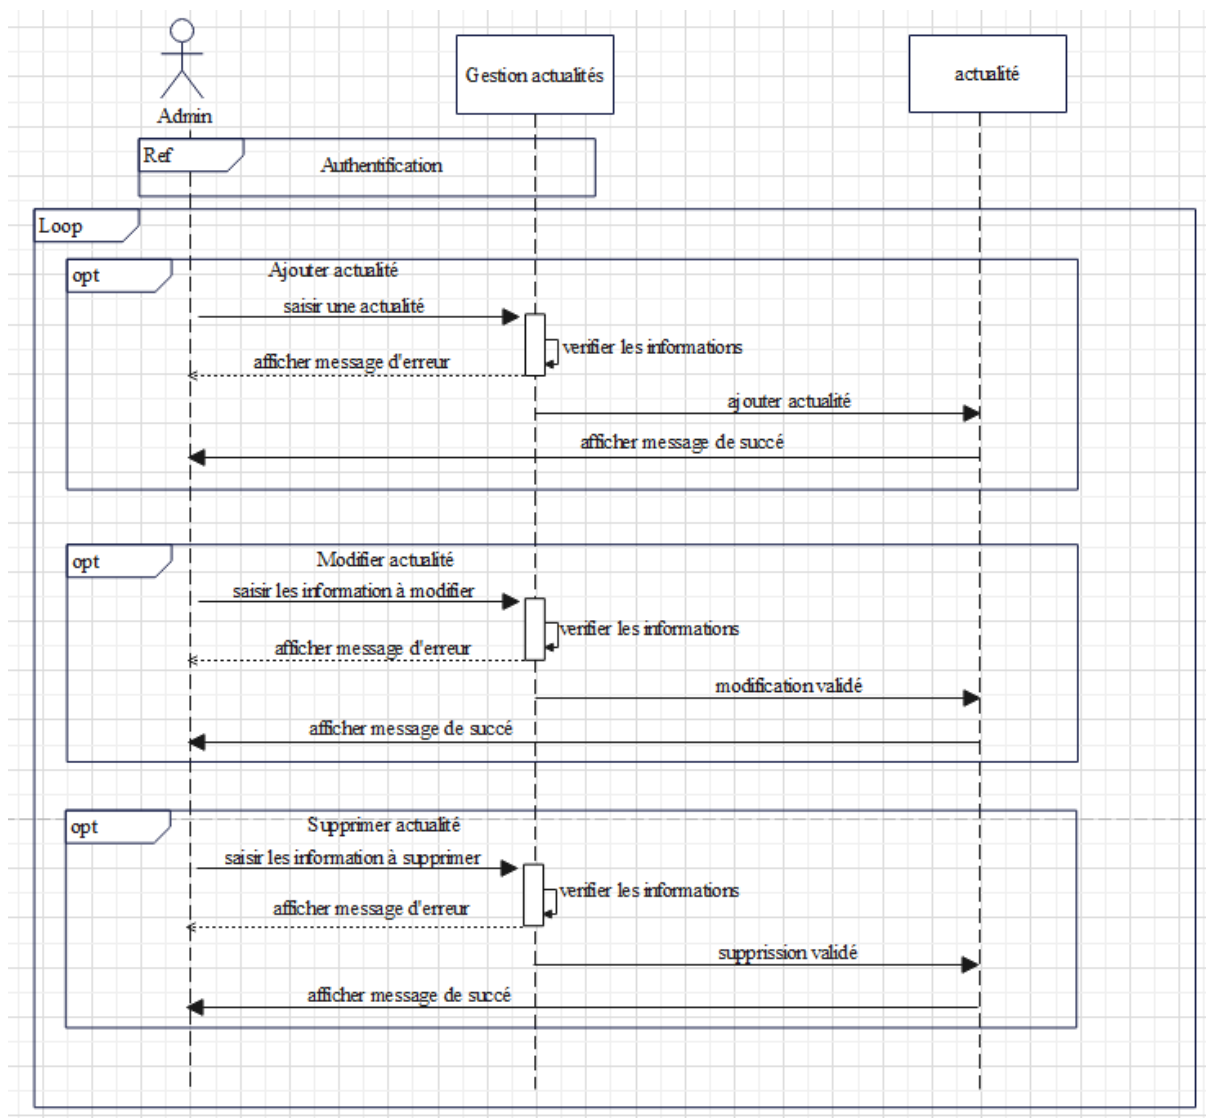 Admin
Gestion actualités
actualité
Ref
Authentification
Loop
opt
Ajouter actualité
saisir une actualité
verifier les informations
afficher message d'erreur
ajouter actualité
afficher message de succé
opt
Modifier actualité
saisir les information à modifier
verifier les informations
afficher message d'erreur
modification validé
afficher message de succé
opt
Supprimer actualité
saisir les information à supprimer
verifier les informations
afficher message d'erreur
supprission validé
afficher message de succé